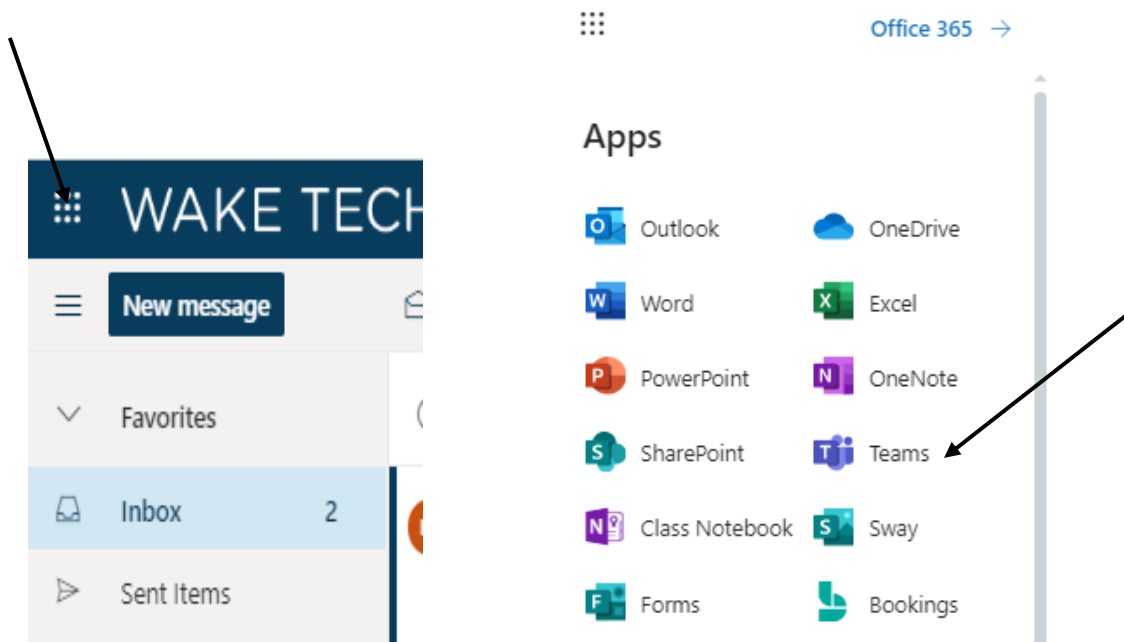 WAKE TECH
New message
Favorites
Inbox 2
Sent Items
Office 365 →
Apps
Outlook OneDrive
Word Excel
PowerPoint OneNote
SharePoint Teams
Class Notebook Sway
Forms Bookings